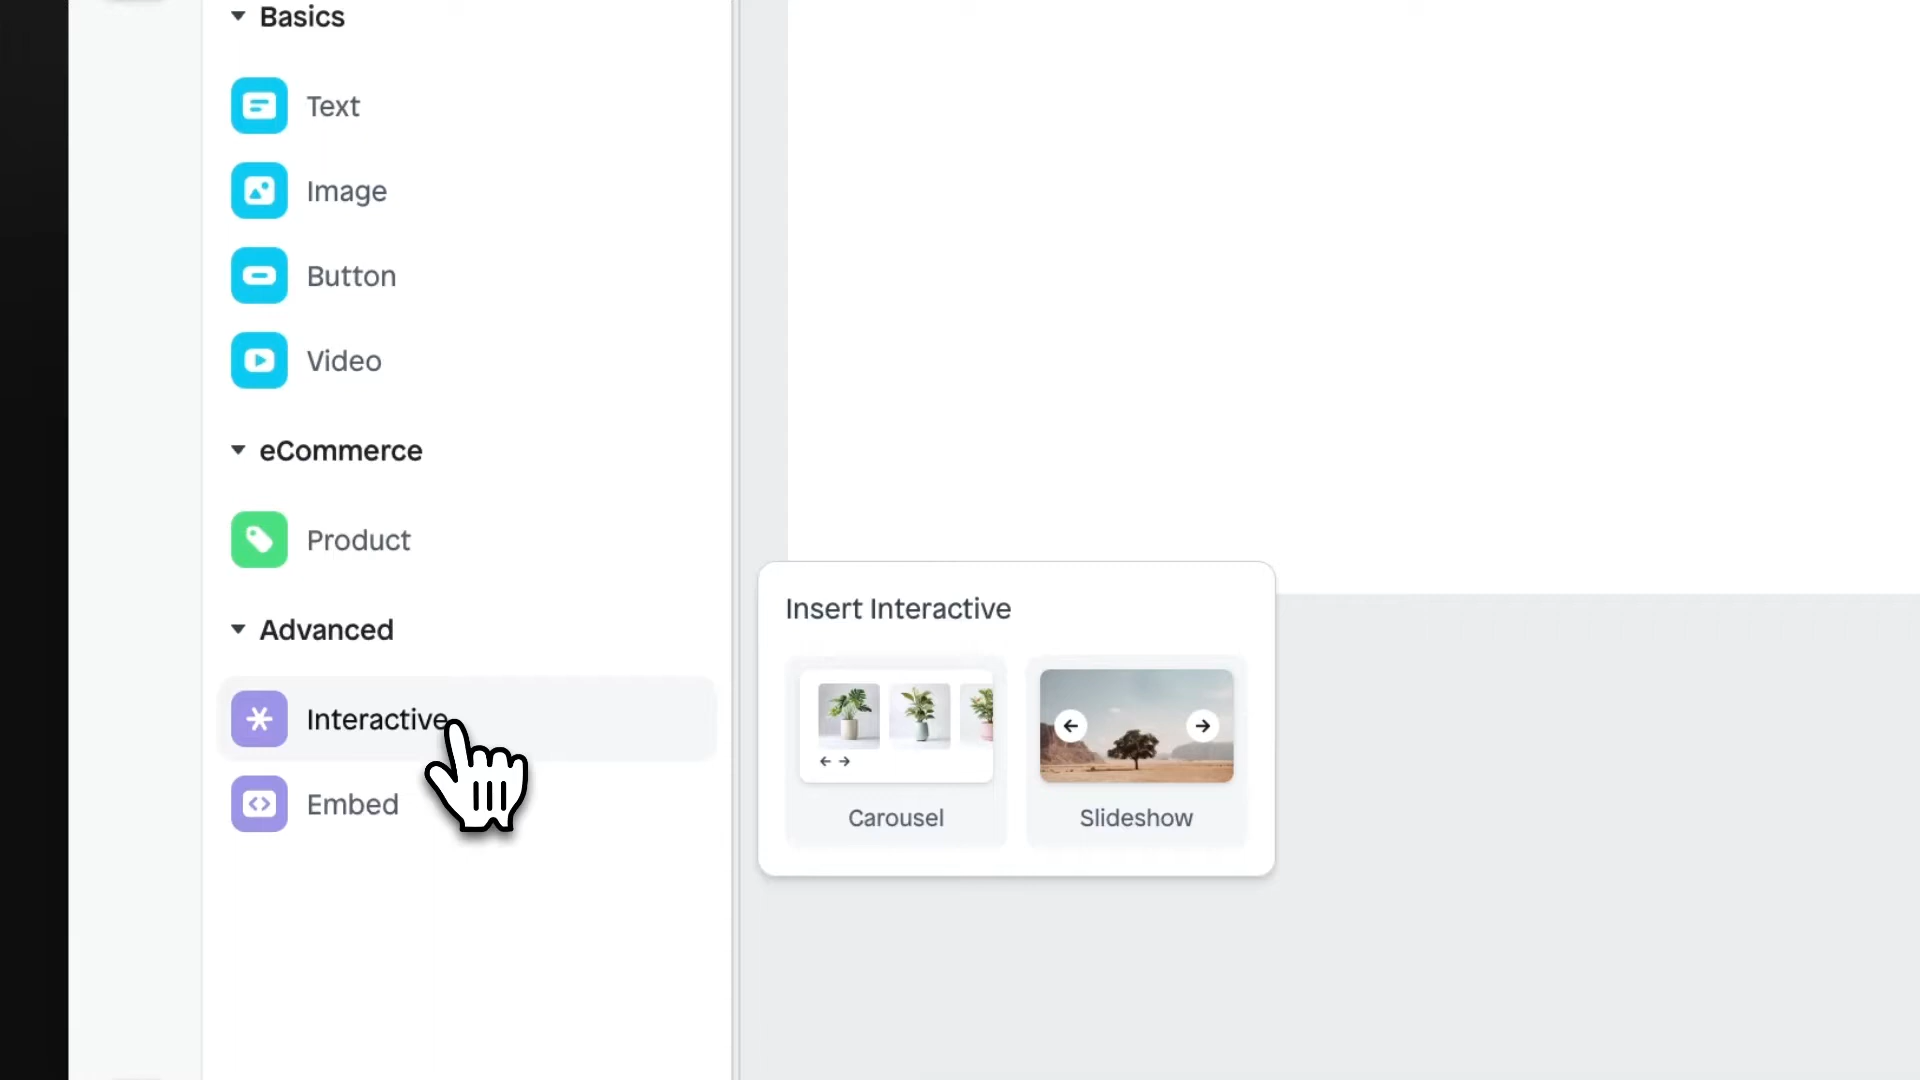 Basics
Text
Image
Button
Video
eCommerce
Product
Advanced
Interactive
Embed
Insert Interactive
Carousel
Slideshow